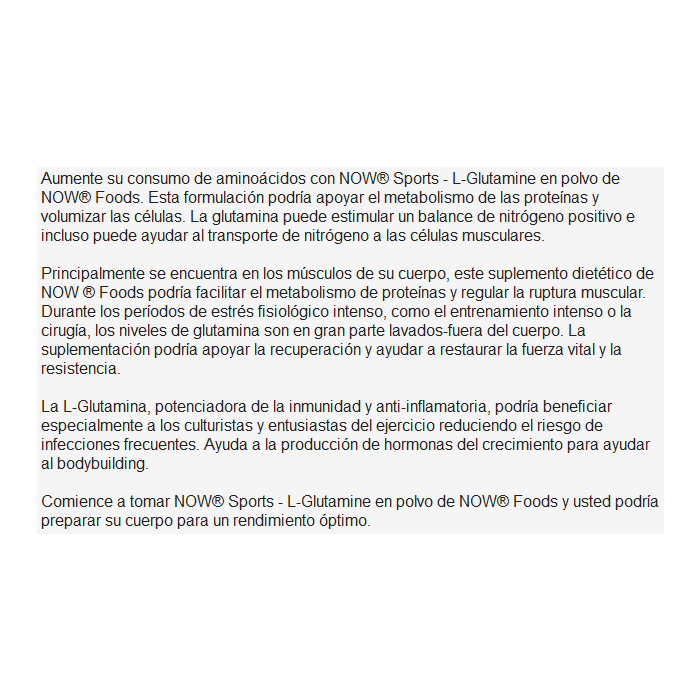 Aumente su consumo de aminoácidos con NOW® Sports - L-Glutamine en polvo de
NOW® Foods. Esta formulación podría apoyar el metabolismo de las proteínas y
volumizar las células. La glutamina puede estimular un balance de nitrógeno positivo e
incluso puede ayudar al transporte de nitrógeno a las células musculares.
Principalmente se encuentra en los músculos de su cuerpo, este suplemento dietético de
NOW ® Foods podría facilitar el metabolismo de proteínas y regular la ruptura muscular.
Durante los períodos de estrés fisiológico intenso, como el entrenamiento intenso o la
cirugía, los niveles de glutamina son en gran parte lavados-fuera del cuerpo. La
suplementación podría apoyar la recuperación y ayudar a restaurar la fuerza vital y la
resistencia.
La L-Glutamina, potenciadora de la inmunidad y anti-inflamatoria, podría beneficiar
especialmente a los culturistas y entusiastas del ejercicio reduciendo el riesgo de
infecciones frecuentes. Ayuda a la producción de hormonas del crecimiento para ayudar
al bodybuilding.
Comience a tomar NOW® Sports - L-Glutamine en polvo de NOW® Foods y usted podría
preparar su cuerpo para un rendimiento óptimo.